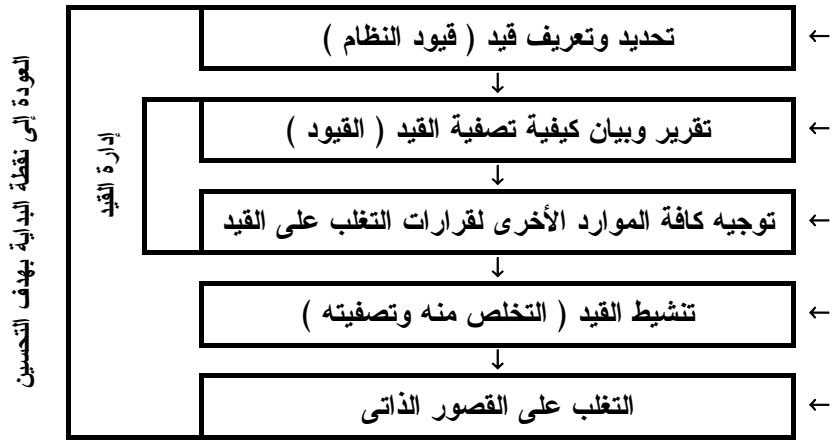 تحديد وتعريف قيد ( قيود النظام ) ←
↓
تقرير وبيان كيفية تصفية القيد ( القيود ) ←
↓
توجيه كافة الموارد الأخرى لقرارات التغلب على القيد ←
↓
تنشيط القيد ( التخلص منه وتصفيته ) ←
↓
التغلب على القصور الذاتى ←
إدارة القيد
العودة إلى نقطة البداية بهدف التحسين